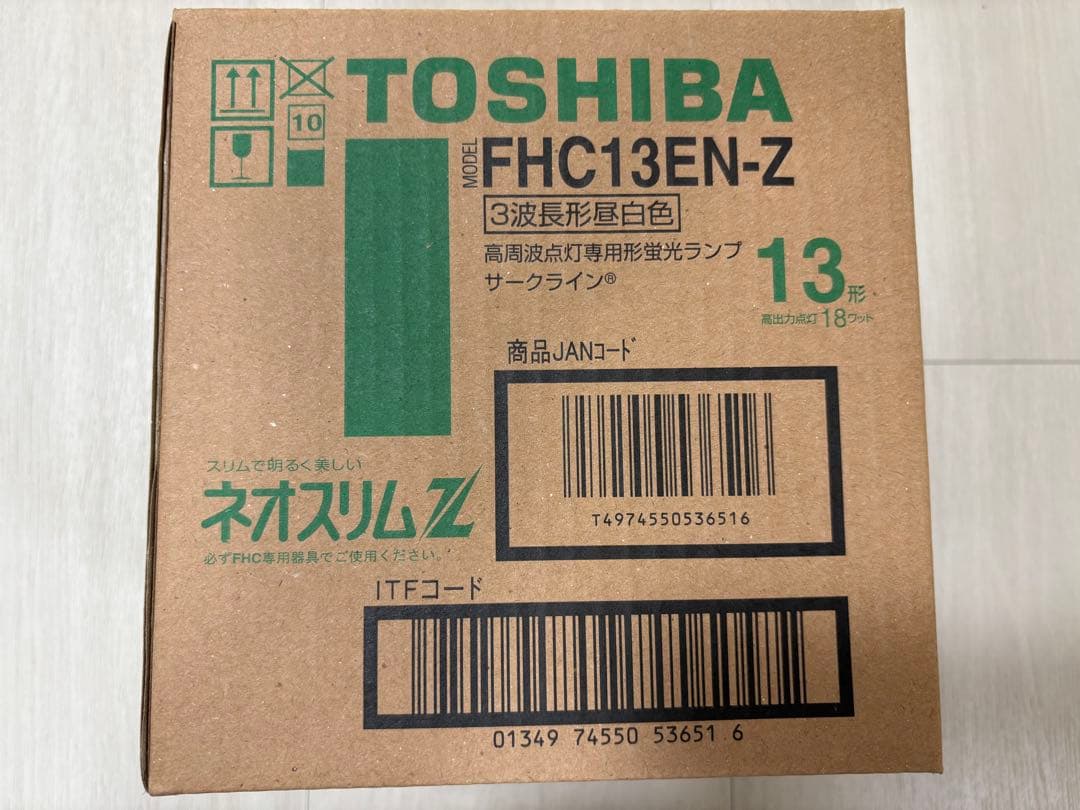 TOSHIBA
10
MODEL FHC13EN-Z
3波長形昼白色
高周波点灯専用形蛍光ランプ
サークライン®
13形
高出力点灯18ワット
商品JANコード
T4974550536516
スリムで明るく美しい
ネオスリムZ
必ずFHC専用器具でご使用ください。
ITFコード
01349 74550 53651 6